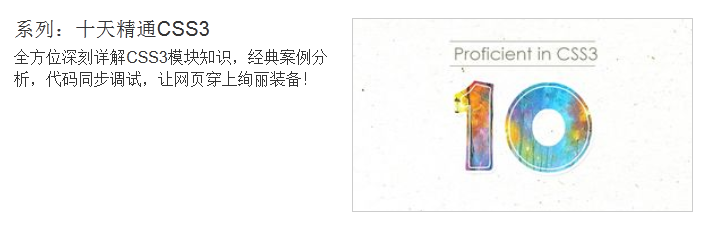 系列：十天精通CSS3
全方位深刻详解CSS3模块知识，经典案例分
析，代码同步调试，让网页穿上绚丽装备！
Proficient in CSS3
10